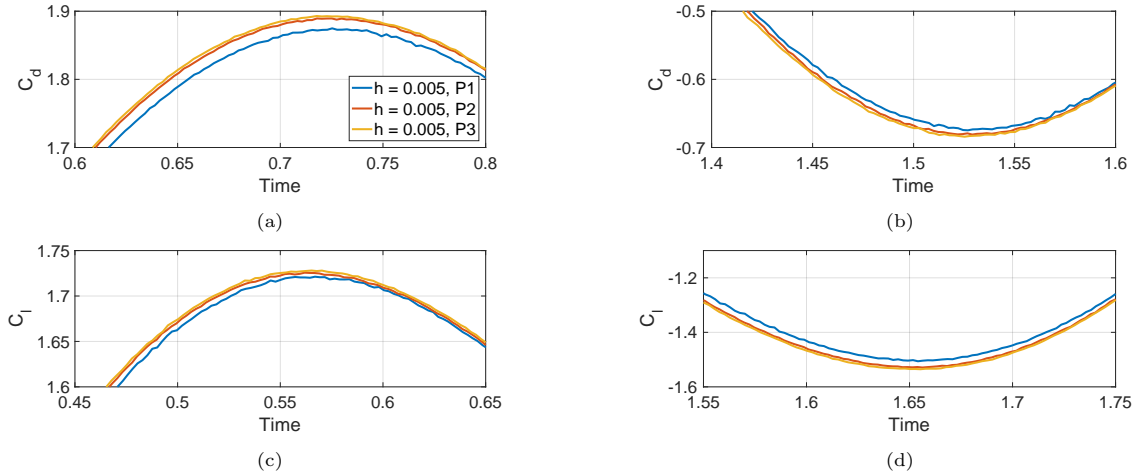 1.9
1.8
1.7
C_d
0.6 0.65 0.7 0.75 0.8
Time
h = 0.005, P1
h = 0.005, P2
h = 0.005, P3
(a)
-0.5
-0.6
-0.7
C_d
1.4 1.45 1.5 1.55 1.6
Time
(b)
1.75
1.7
1.65
1.6
C_l
0.45 0.5 0.55 0.6 0.65
Time
(c)
-1.2
-1.4
-1.6
C_l
1.55 1.6 1.65 1.7 1.75
Time
(d)